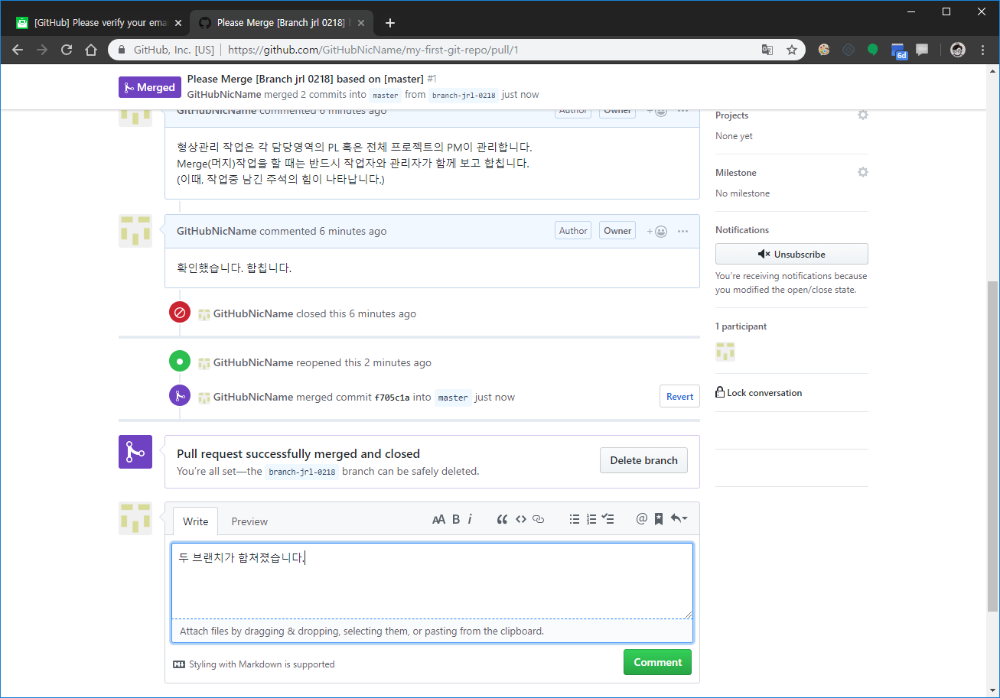 [GitHub] Please verify your ema
Please Merge [Branch jrl 0218]
GitHub, Inc. [US] | https://github.com/GitHubNicName/my-first-git-repo/pull/1
6d
Merged
Please Merge [Branch jrl 0218] based on [master] #1
GitHubNicName merged 2 commits into master from branch-jrl-0218 just now
GitHubNicName commented 6 minutes ago Author Owner
형상관리 작업은 각 담당영역의 PL 혹은 전체 프로젝트의 PM이 관리합니다.
Merge(머지)작업을 할 때는 반드시 작업자와 관리자가 함께 보고 합칩니다.
(이때, 작업중 남긴 주석의 힘이 나타납니다.)
GitHubNicName commented 6 minutes ago Author Owner
확인했습니다. 합칩니다.
GitHubNicName closed this 6 minutes ago
GitHubNicName reopened this 2 minutes ago
GitHubNicName merged commit f705c1a into master just now Revert
Pull request successfully merged and closed
You're all set—the branch-jrl-0218 branch can be safely deleted.
Delete branch
Write Preview AA B i
두 브랜치가 합쳐졌습니다.
Attach files by dragging & dropping, selecting them, or pasting from the clipboard.
Styling with Markdown is supported
Comment
Projects
None yet
Milestone
No milestone
Notifications
Unsubscribe
You're receiving notifications because
you modified the open/close state.
1 participant
Lock conversation